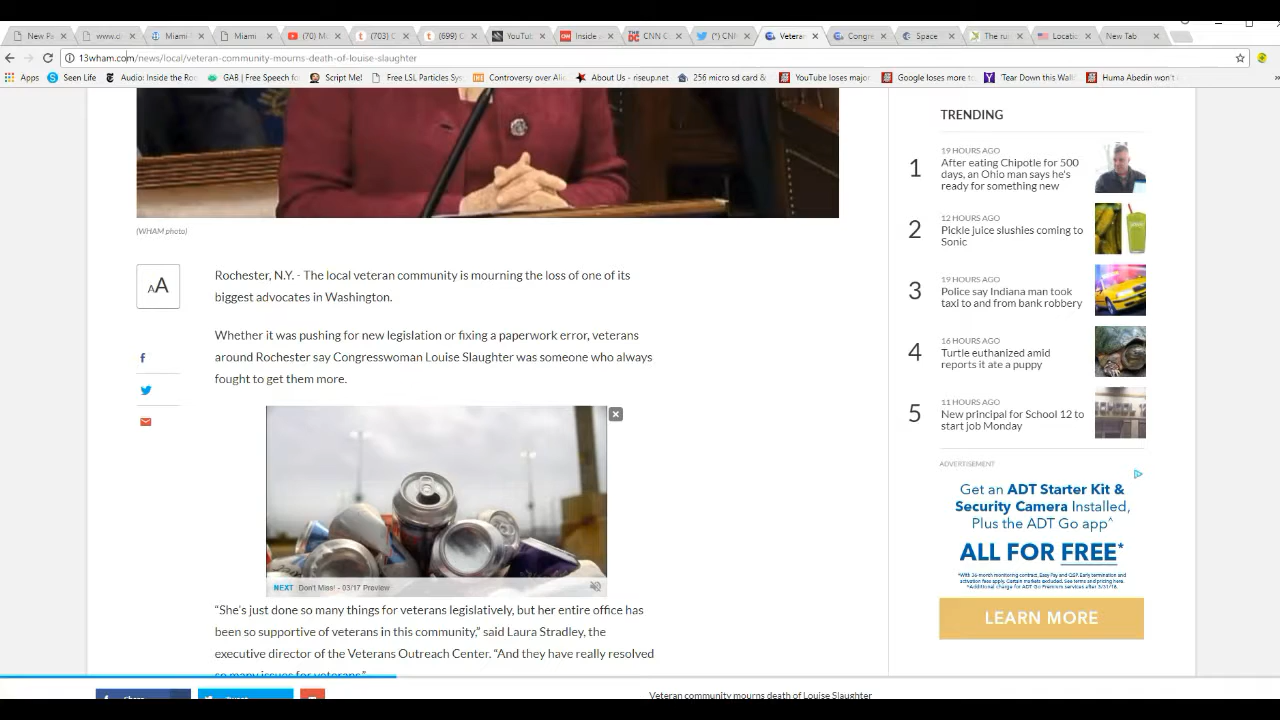 New Pa
www.d
Miami
Miami
(70) M
(703) C
(699) C
YouTu
Inside
CNN G
(*) CNN
Veteran
Congre
Space
The nu
Locatio
New Tab
13wham.com/news/local/veteran-community-mourns-death-of-louise-slaughter
Apps
Seen Life
Audio: Inside the Ro
GAB | Free Speech fo
Script Me!
Free LSL Particles Sys
Controversy over Ali
About Us - riseup.net
256 micro sd card &
YouTube loses major
Google loses more to
Tear Down this Wall
Huma Abedin won't
(WHAM photo)
AA
Rochester, N.Y. - The local veteran community is mourning the loss of one of its
biggest advocates in Washington.
Whether it was pushing for new legislation or fixing a paperwork error, veterans
around Rochester say Congresswoman Louise Slaughter was someone who always
fought to get them more.
NEXT Don't Miss! - 03/17 Preview
“She's just done so many things for veterans legislatively, but her entire office has
been so supportive of veterans in this community,” said Laura Stradley, the
executive director of the Veterans Outreach Center. “And they have really resolved
so many issues for veterans.”
Share
Tweet
Veteran community mourns death of Louise Slaughter
TRENDING
1
19 HOURS AGO
After eating Chipotle for 500
days, an Ohio man says he's
ready for something new
2
12 HOURS AGO
Pickle juice slushies coming to
Sonic
3
19 HOURS AGO
Police say Indiana man took
taxi to and from bank robbery
4
16 HOURS AGO
Turtle euthanized amid
reports it ate a puppy
5
11 HOURS AGO
New principal for School 12 to
start job Monday
ADVERTISEMENT
Get an ADT Starter Kit &
Security Camera Installed,
Plus the ADT Go app^
ALL FOR FREE*
LEARN MORE